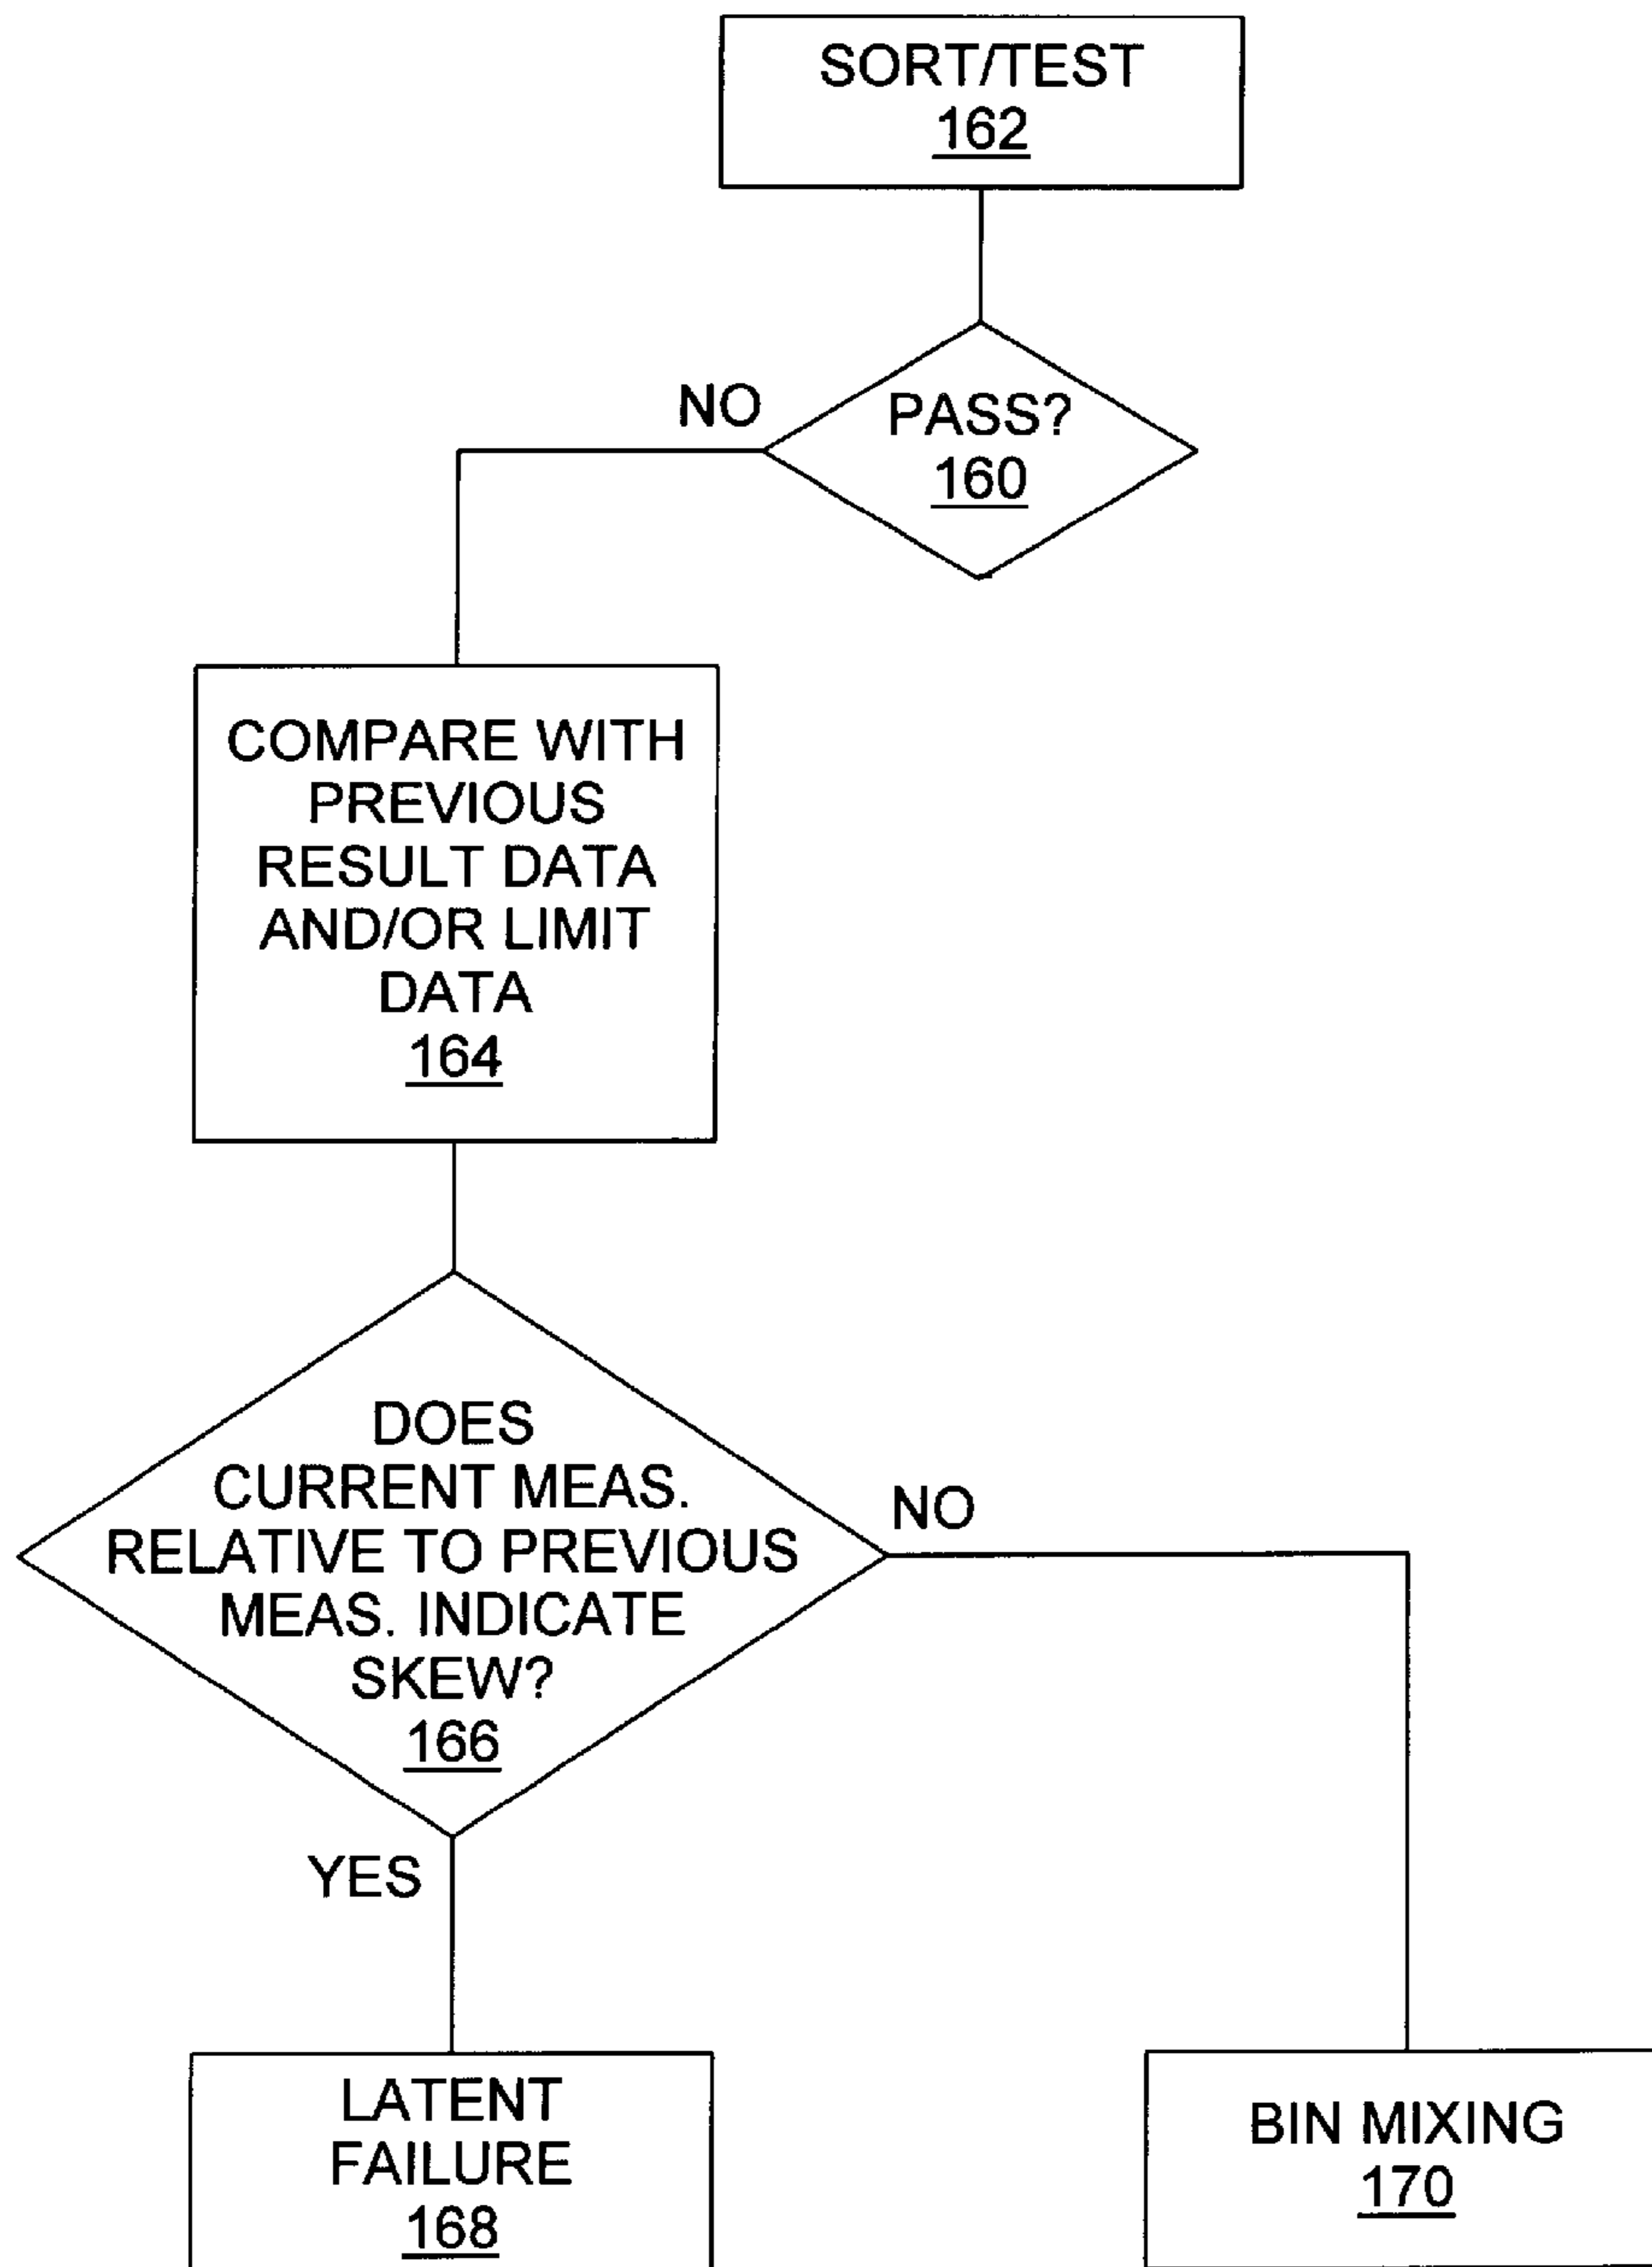 SORT/TEST
162
NO
PASS?
160
COMPARE WITH
PREVIOUS
RESULT DATA
AND/OR LIMIT
DATA
164
DOES
CURRENT MEAS.
RELATIVE TO PREVIOUS
MEAS. INDICATE
SKEW?
166
NO
YES
LATENT
FAILURE
168
BIN MIXING
170